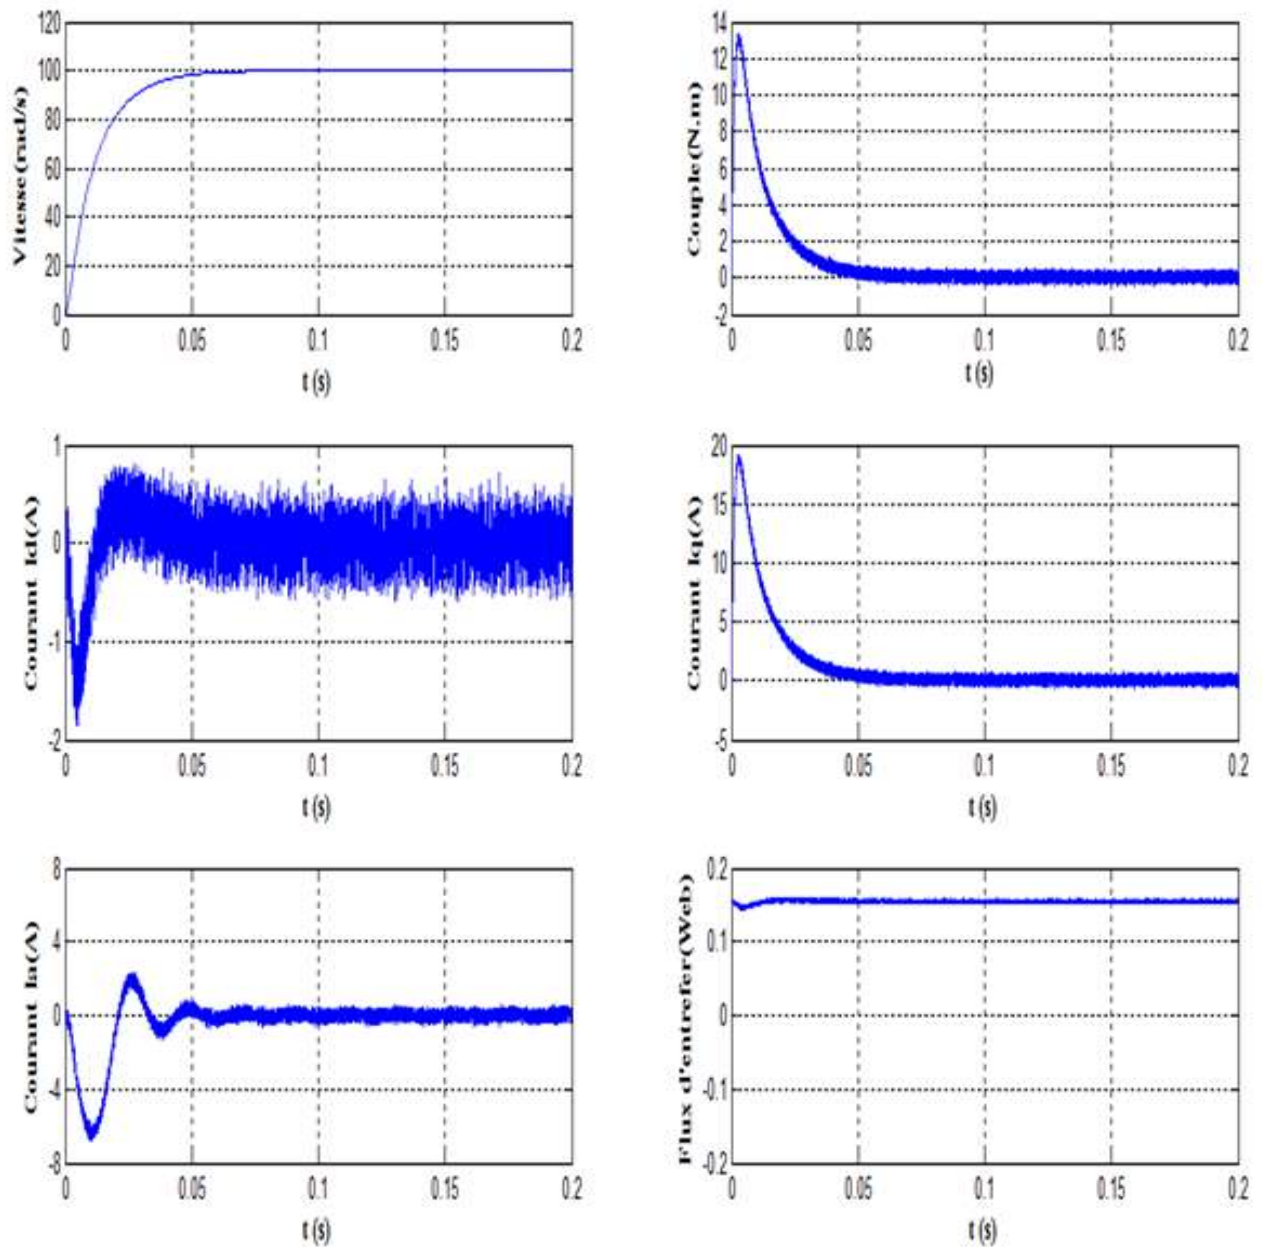 Vitesse(rad/s)
120
100
80
60
40
20
0
0 0.05 0.1 0.15 0.2
t (s)
Couple(N.m)
14
12
10
8
6
4
2
0
-2
0 0.05 0.1 0.15 0.2
t (s)
Courant Id(A)
1
0
-1
-2
0 0.05 0.1 0.15 0.2
t (s)
Courant Iq(A)
20
15
10
5
0
-5
0 0.05 0.1 0.15 0.2
t (s)
Courant Ia(A)
8
4
0
-4
-8
0 0.05 0.1 0.15 0.2
t (s)
Flux d'entrefer(Web)
0.2
0.1
0
-0.1
-0.2
0 0.05 0.1 0.15 0.2
t (s)